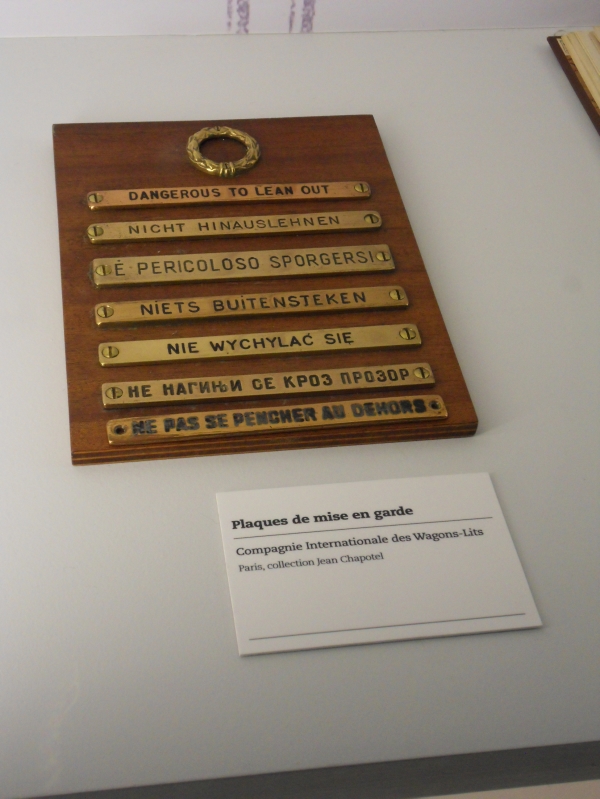 DANGEROUS TO LEAN OUT
NICHT HINAUSLEHNEN
È PERICOLOSO SPORGERSI
NIETS BUITENSTEKEN
NIE WYCHYLAĆ SIĘ
НЕ НАГИЊИ СЕ КРОЗ ПРОЗОР
NE PAS SE PENCHER AU DEHORS
Plaques de mise en garde
Compagnie Internationale des Wagons-Lits
Paris, collection Jean Chapotel